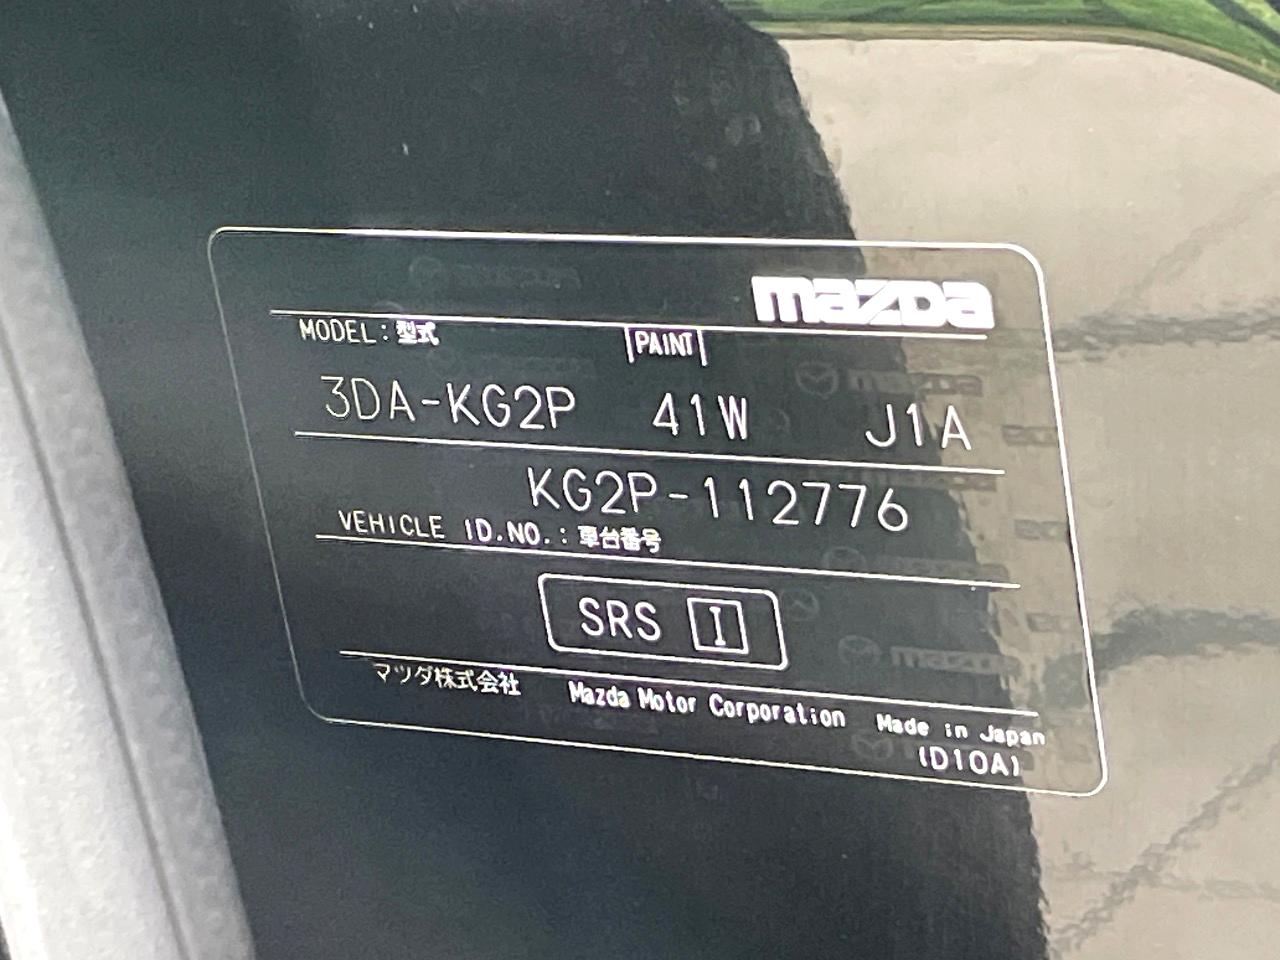 mazda
MODEL:型式 PAINT
3DA-KG2P 41W J1A
KG2P-112776
VEHICLE ID.NO.:車台番号
SRS I
マツダ株式会社 Mazda Motor Corporation Made in Japan
(D10A)